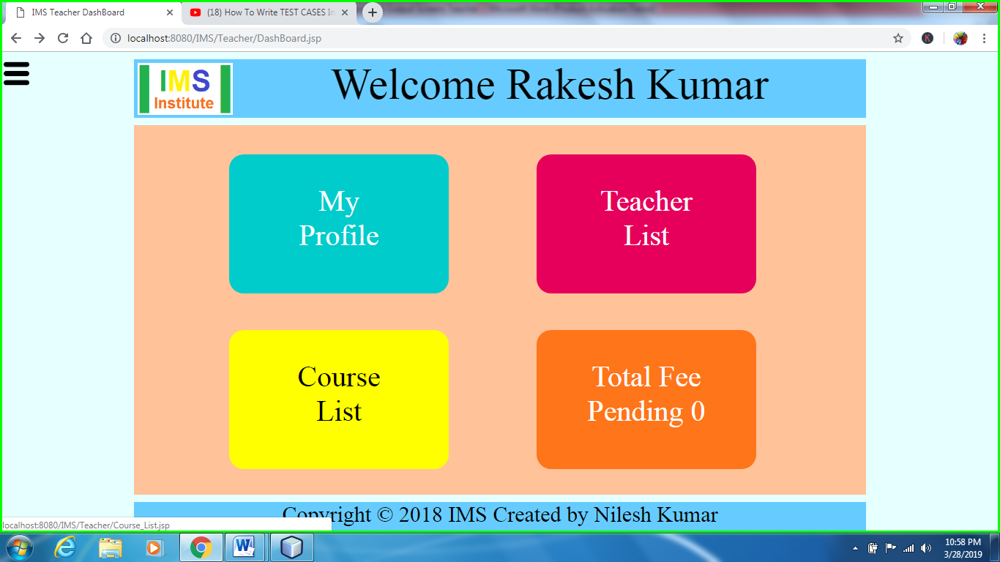 IMS Teacher DashBoard
(18) How To Write TEST CASES In
localhost:8080/IMS/Teacher/DashBoard.jsp
K
IMS
Institute
Welcome Rakesh Kumar
My
Profile
Teacher
List
Course
List
Total Fee
Pending 0
Copyright © 2018 IMS Created by Nilesh Kumar
localhost:8080/IMS/Teacher/Course_List.jsp
10:58 PM
3/28/2019